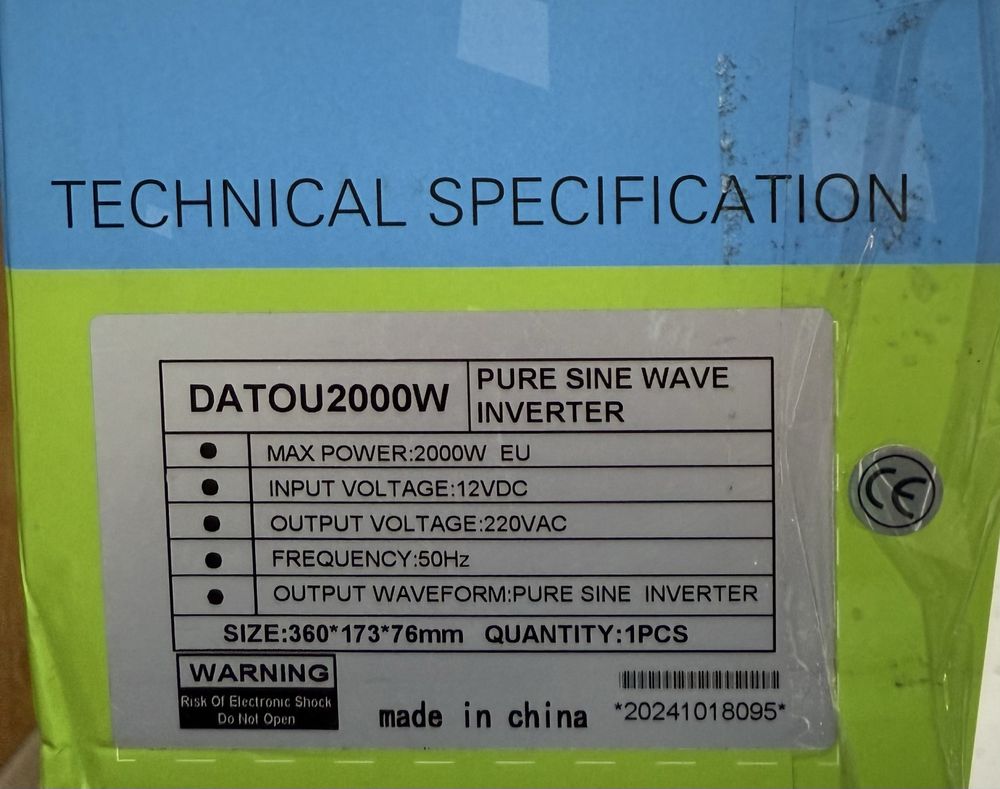 TECHNICAL SPECIFICATION
DATOU2000W
PURE SINE WAVE
INVERTER
MAX POWER:2000W EU
INPUT VOLTAGE:12VDC
OUTPUT VOLTAGE:220VAC
FREQUENCY:50Hz
OUTPUT WAVEFORM:PURE SINE INVERTER
SIZE:360*173*76mm QUANTITY:1PCS
WARNING
Risk Of Electronic Shock
Do Not Open
made in china
*20241018095*
CE